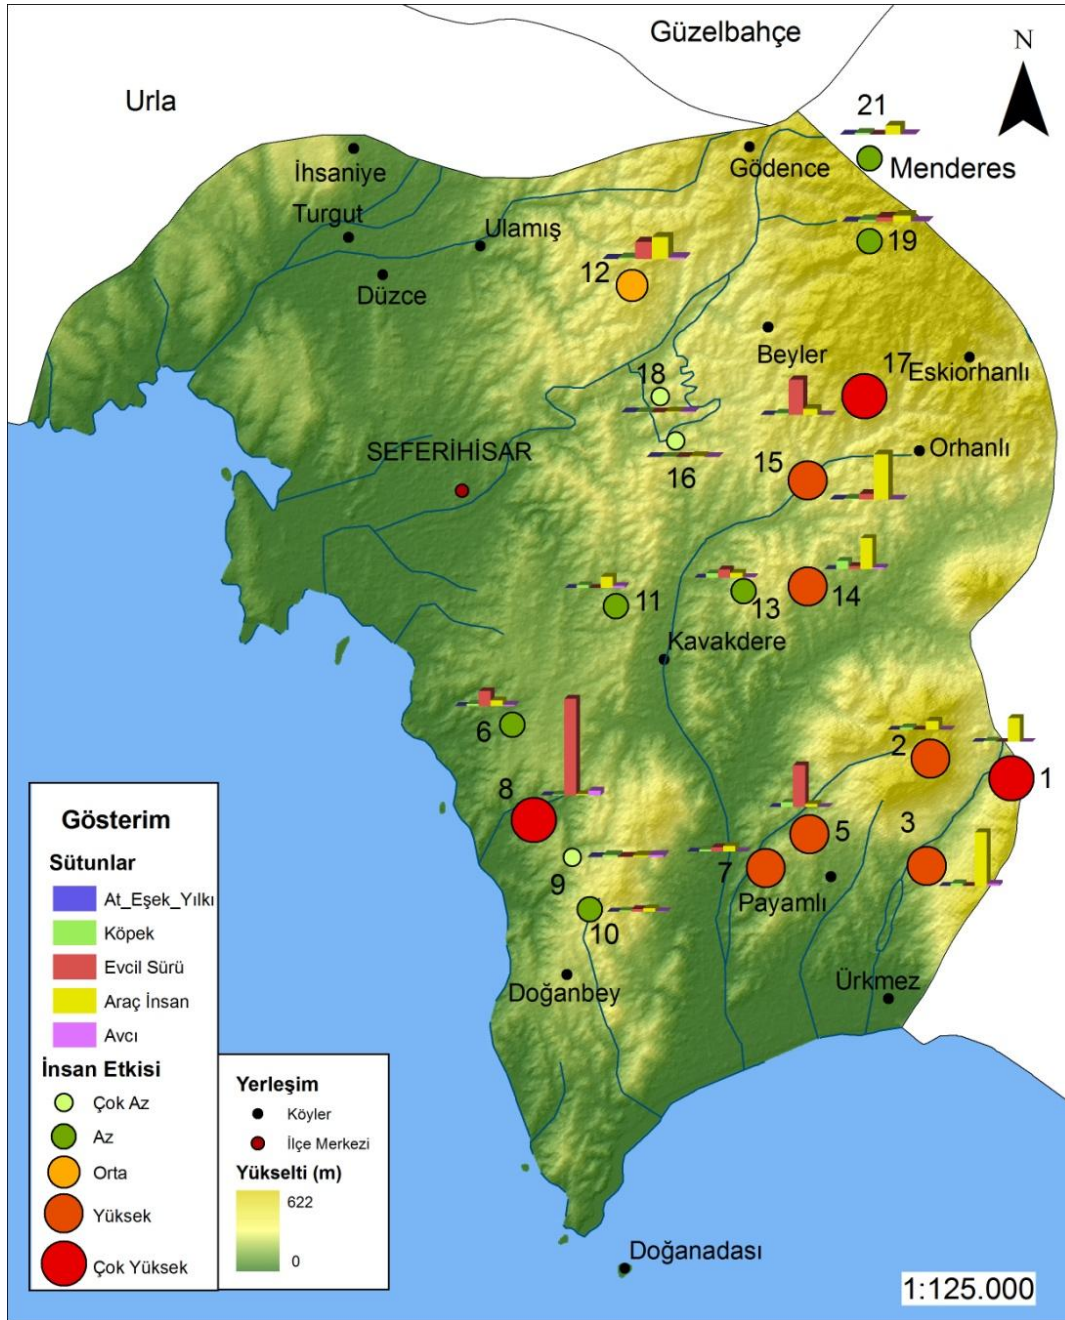 Güzelbahçe
N
Urla
21
Menderes
İhsaniye
Gödence
Turgut
Ulamış
19
Düzce
12
Beyler
17
Eskiorhanlı
18
SEFERİHİSAR
16
15
Orhanlı
11
13
14
Kavakdere
6
2
1
8
5
3
9
7
Payamlı
10
Doğanbey
Ürkmez
Doğanadası
1:125.000
Gösterim
Sütunlar
At_Eşek_Yılkı
Köpek
Evcil Sürü
Araç İnsan
Avcı
İnsan Etkisi
Çok Az
Az
Orta
Yüksek
Çok Yüksek
Yerleşim
Köyler
İlçe Merkezi
Yükselti (m)
622
0